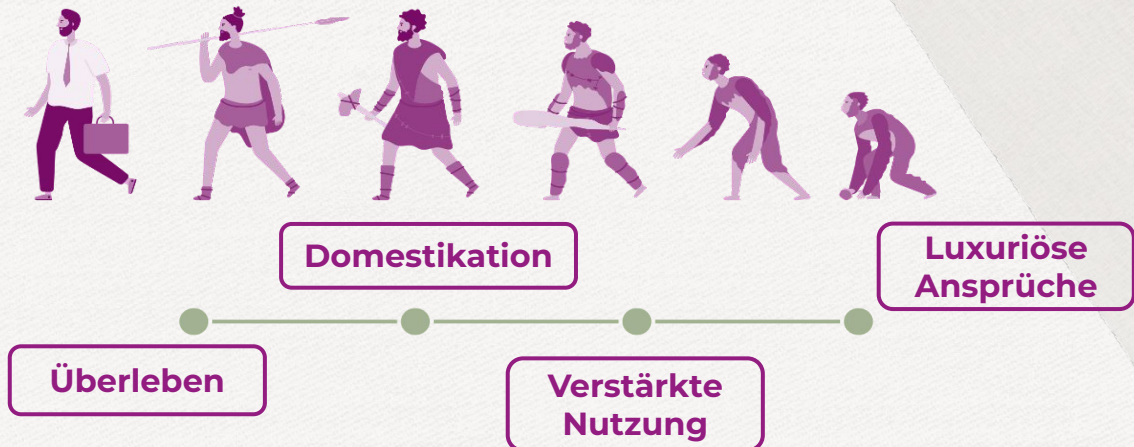 Domestikation
Luxuriöse
Ansprüche
Überleben
Verstärkte
Nutzung